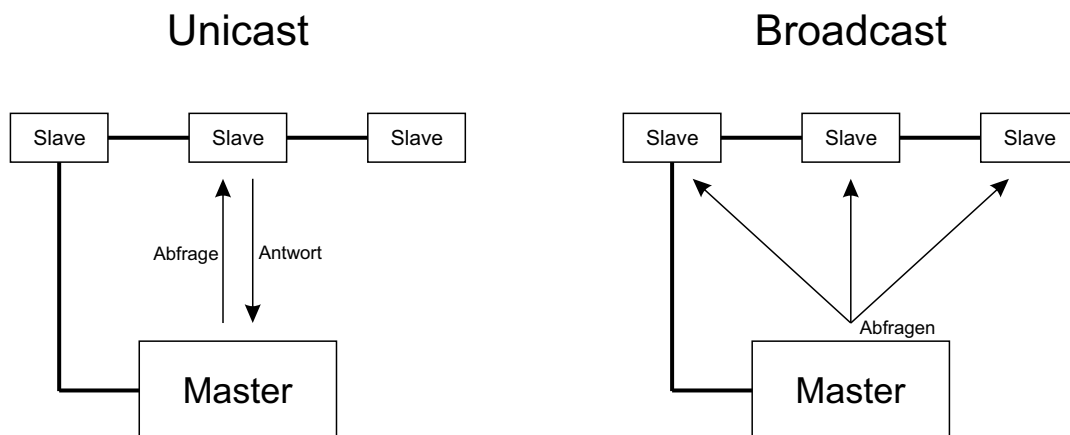 Unicast
Slave
Slave
Slave
Abfrage
Antwort
Master
Broadcast
Slave
Slave
Slave
Abfragen
Master